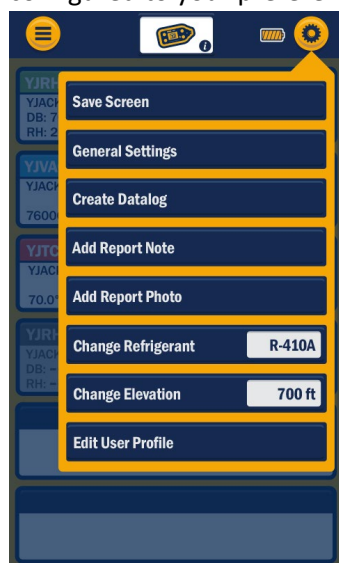 YJRH
YJACK
DB: 7
RH: 2
YJVA
YJACK
7600
YJTC
YJACK
70.0°
YJRH
YJACK
DB: -
RH: -
Save Screen
General Settings
Create Datalog
Add Report Note
Add Report Photo
Change Refrigerant R-410A
Change Elevation 700 ft
Edit User Profile